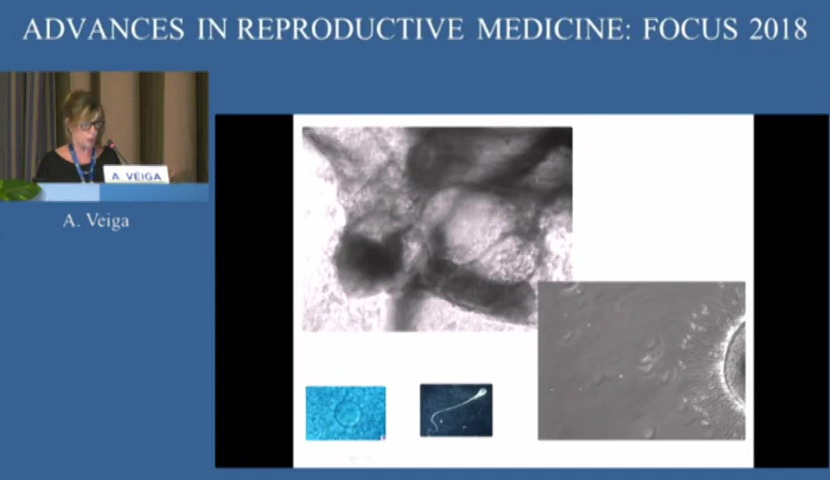 ADVANCES IN REPRODUCTIVE MEDICINE: FOCUS 2018
A. VEIGA
A. Veiga